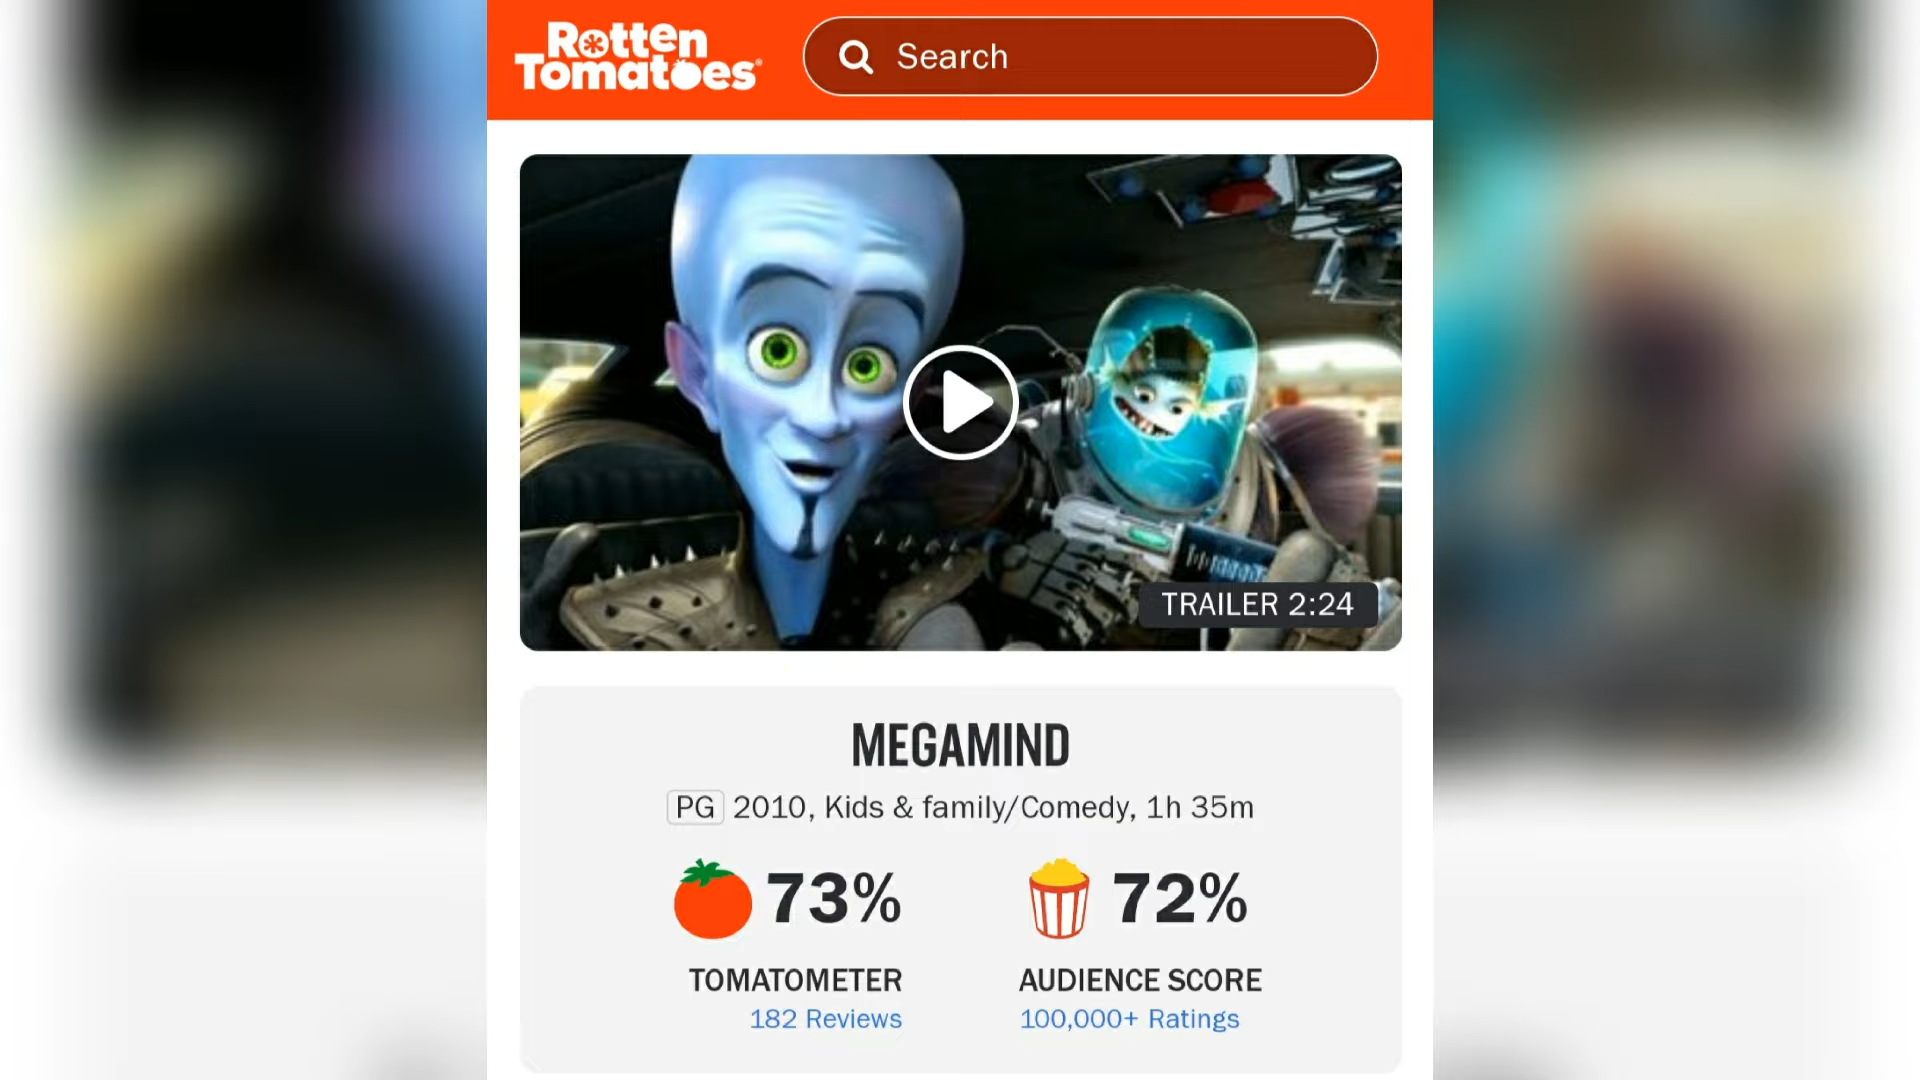 Rotten
Tomatoes®
Search
TRAILER 2:24
MEGAMIND
PG 2010, Kids & family/Comedy, 1h 35m
73% 72%
TOMATOMETER AUDIENCE SCORE
182 Reviews 100,000+ Ratings